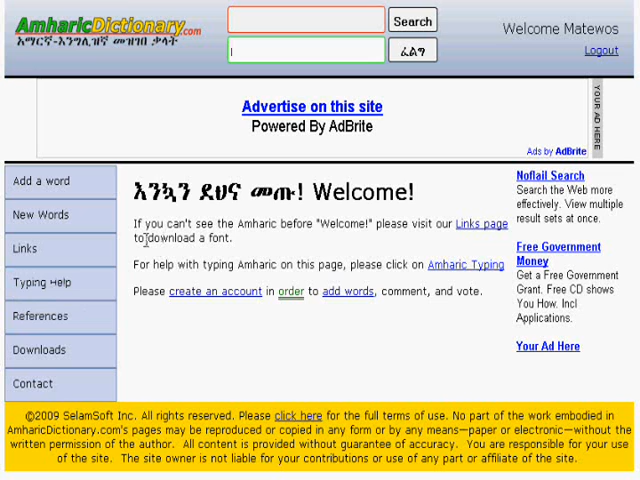 AmharicDictionary.com
አማርኛ-እንግሊዝኛ መዝገበ ቃላት
Search
ፈልግ
Welcome Matewos
Logout
Advertise on this site
Powered By AdBrite
Ads by AdBrite
YOUR AD HERE
Add a word
New Words
Links
Typing Help
References
Downloads
Contact
እንኳን ደህና መጡ! Welcome!
If you can't see the Amharic before "Welcome!" please visit our Links page
to download a font.
For help with typing Amharic on this page, please click on Amharic Typing
Please create an account in order to add words, comment, and vote.
Noflail Search
Search the Web more
effectively. View multiple
result sets at once.
Free Government
Money
Get a Free Government
Grant. Free CD shows
You How. Incl
Applications.
Your Ad Here
©2009 SelamSoft Inc. All rights reserved. Please click here for the full terms of use. No part of the work embodied in
AmharicDictionary.com's pages may be reproduced or copied in any form or by any means—paper or electronic—without the
written permission of the author. All content is provided without guarantee of accuracy. You are responsible for your use
of the site. The site owner is not liable for your contributions or use of any part or affiliate of the site.